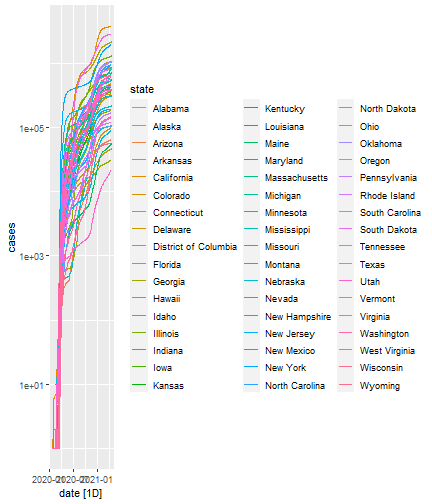 state
Alabama
Alaska
Arizona
Arkansas
California
Colorado
Connecticut
Delaware
District of Columbia
Florida
Georgia
Hawaii
Idaho
Illinois
Indiana
Iowa
Kansas
Kentucky
Louisiana
Maine
Maryland
Massachusetts
Michigan
Minnesota
Mississippi
Missouri
Montana
Nebraska
Nevada
New Hampshire
New Jersey
New Mexico
New York
North Carolina
North Dakota
Ohio
Oklahoma
Oregon
Pennsylvania
Rhode Island
South Carolina
South Dakota
Tennessee
Texas
Utah
Vermont
Virginia
Washington
West Virginia
Wisconsin
Wyoming
cases
1e+05
1e+03
1e+01
2020-01 2020-07 2021-01
date [1D]